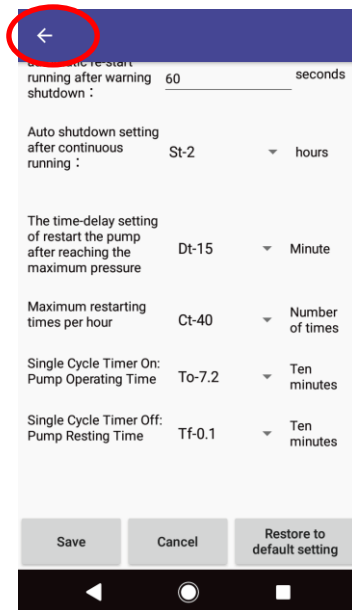 automatic re-start
running after warning 60 seconds
shutdown：
Auto shutdown setting
after continuous St-2 hours
running：
The time-delay setting
of restart the pump
after reaching the Dt-15 Minute
maximum pressure
Maximum restarting Ct-40 Number
times per hour of times
Single Cycle Timer On: To-7.2 Ten
Pump Operating Time minutes
Single Cycle Timer Off: Tf-0.1 Ten
Pump Resting Time minutes
Save Cancel Restore to
default setting